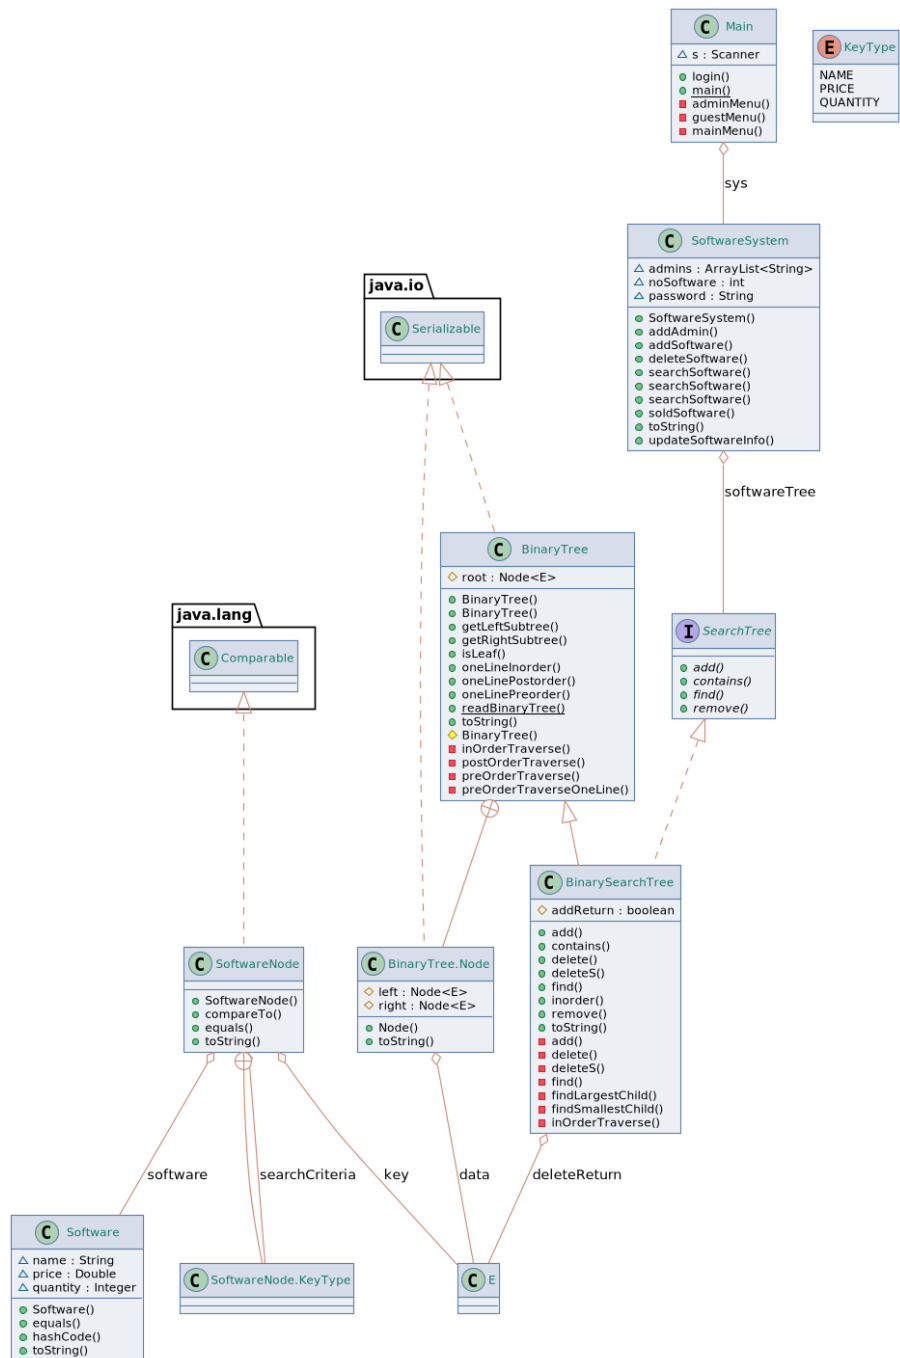 C Main
s : Scanner
login()
main()
adminMenu()
guestMenu()
mainMenu()
E KeyType
NAME
PRICE
QUANTITY
sys
C SoftwareSystem
admins : ArrayList<String>
noSoftware : int
password : String
SoftwareSystem()
addAdmin()
addSoftware()
deleteSoftware()
searchSoftware()
searchSoftware()
searchSoftware()
soldSoftware()
toString()
updateSoftwareInfo()
java.io
C Serializable
softwareTree
C BinaryTree
root : Node<E>
BinaryTree()
BinaryTree()
getLeftSubtree()
getRightSubtree()
isLeaf()
oneLineInorder()
oneLinePostorder()
oneLinePreorder()
readBinaryTree()
toString()
BinaryTree()
inOrderTraverse()
postOrderTraverse()
preOrderTraverse()
preOrderTraverseOneLine()
I SearchTree
add()
contains()
find()
remove()
java.lang
C Comparable
C BinarySearchTree
addReturn : boolean
add()
contains()
delete()
deleteS()
find()
inorder()
remove()
toString()
add()
delete()
deleteS()
find()
findLargestChild()
findSmallestChild()
inOrderTraverse()
C SoftwareNode
SoftwareNode()
compareTo()
equals()
toString()
C BinaryTree.Node
left : Node<E>
right : Node<E>
Node()
toString()
software
searchCriteria
key
data
deleteReturn
C Software
name : String
price : Double
quantity : Integer
Software()
equals()
hashCode()
toString()
C SoftwareNode.KeyType
C E